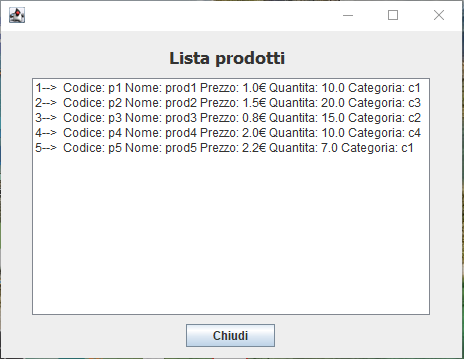 Lista prodotti
1--> Codice: p1 Nome: prod1 Prezzo: 1.0€ Quantita: 10.0 Categoria: c1
2--> Codice: p2 Nome: prod2 Prezzo: 1.5€ Quantita: 20.0 Categoria: c3
3--> Codice: p3 Nome: prod3 Prezzo: 0.8€ Quantita: 15.0 Categoria: c2
4--> Codice: p4 Nome: prod4 Prezzo: 2.0€ Quantita: 10.0 Categoria: c4
5--> Codice: p5 Nome: prod5 Prezzo: 2.2€ Quantita: 7.0 Categoria: c1
Chiudi